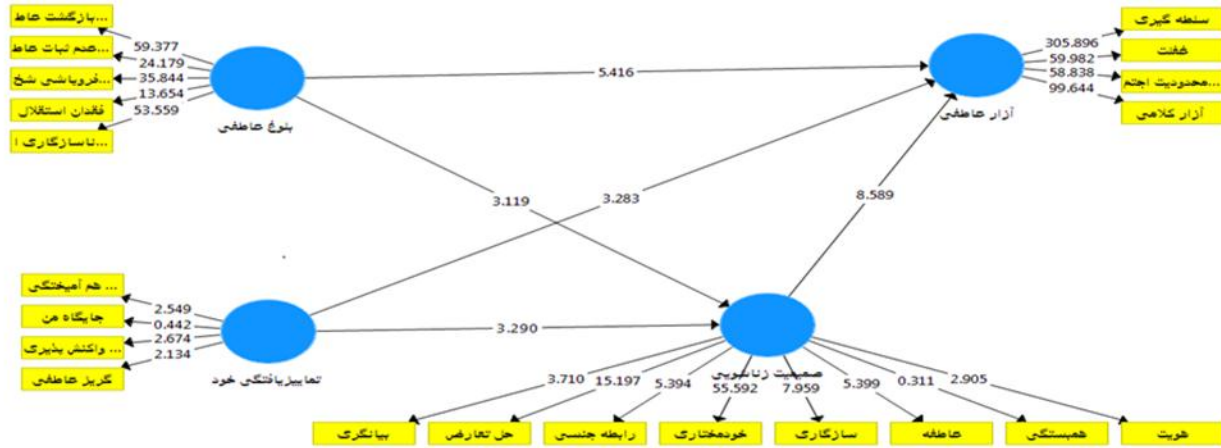 بازگشت عاط...
عدم ثبات عاط...
فروپاشی شخ...
فقدان استقلال
ناسازگاری ا...
59.377
24.179
35.844
13.654
53.559
بلوغ عاطفی
5.416
305.896
59.982
58.838
99.644
سلطه گیری
غفلت
محدودیت اجتم...
آزار کلامی
آزار عاطفی
3.119
3.283
8.589
هم آمیختگی ...
جایگاه من
واکنش پذیری ...
گریز عاطفی
2.549
0.442
2.674
2.134
تمایزیافتگی خود
3.290
صمیمیت زناشویی
3.710
15.197
5.394
55.592
7.959
5.399
0.311
2.905
بیانگری
حل تعارض
رابطه جنسی
خودمختاری
سازگاری
عاطفه
همبستگی
هویت